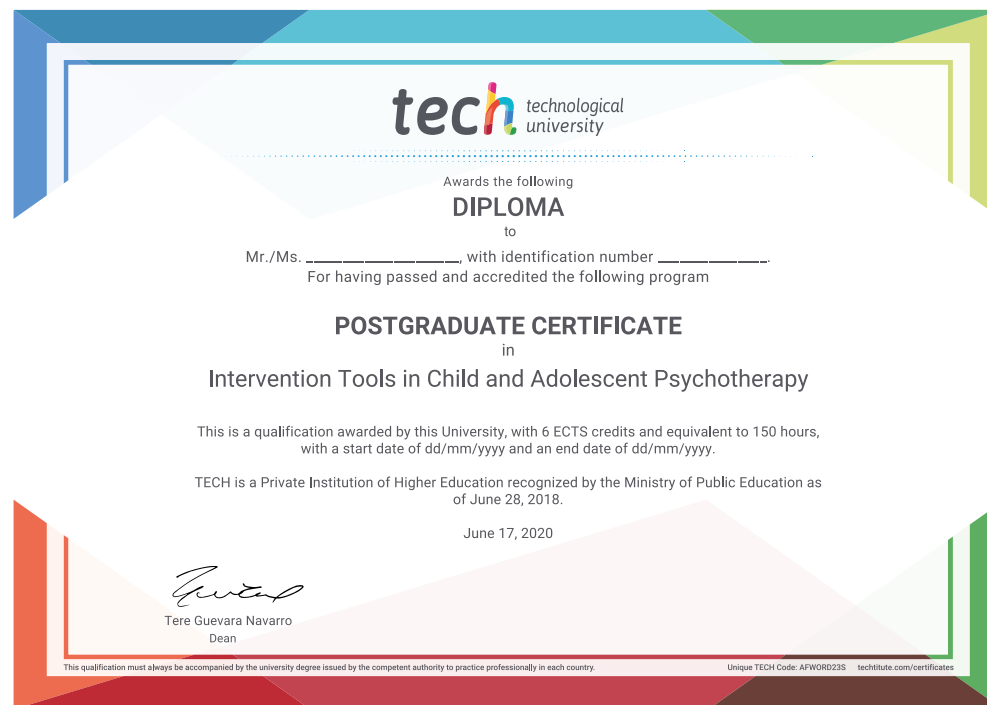 tech technological
university
Awards the following
DIPLOMA
to
Mr./Ms. ____________________, with identification number ______________.
For having passed and accredited the following program
POSTGRADUATE CERTIFICATE
in
Intervention Tools in Child and Adolescent Psychotherapy
This is a qualification awarded by this University, with 6 ECTS credits and equivalent to 150 hours,
with a start date of dd/mm/yyyy and an end date of dd/mm/yyyy.
TECH is a Private Institution of Higher Education recognized by the Ministry of Public Education as
of June 28, 2018.
June 17, 2020
Tere Guevara Navarro
Dean
This qualification must always be accompanied by the university degree issued by the competent authority to practice professionally in each country.
Unique TECH Code: AFWORD23S techtitute.com/certificates